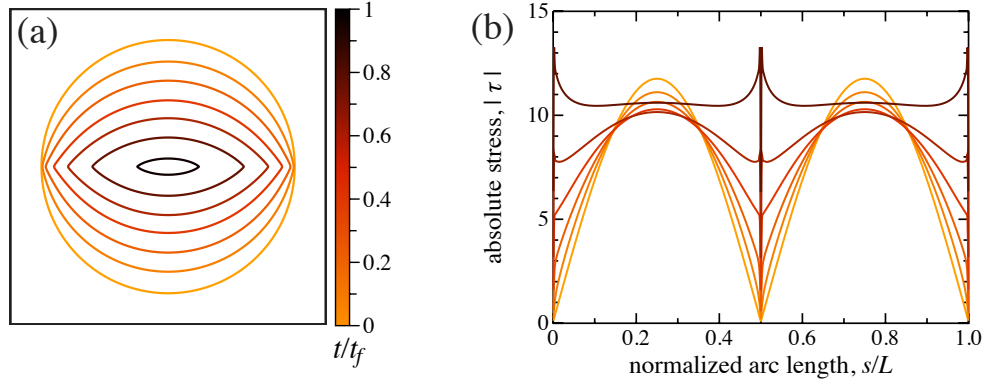 (a)
1
0.8
0.6
0.4
0.2
0
t/t_f
(b)
15
10
5
0
absolute stress, | τ |
0 0.2 0.4 0.6 0.8 1.0
normalized arc length, s/L